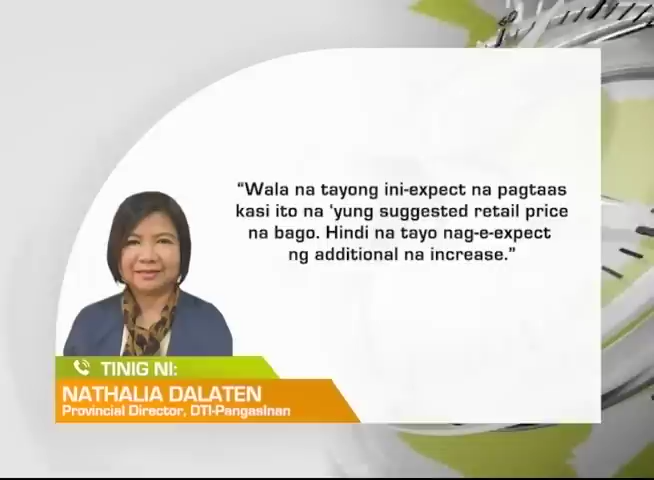 “Wala na tayong ini-expect na pagtaas
kasi ito na ‘yung suggested retail price
na bago. Hindi na tayo nag-e-expect
ng additional na increase.”
TINIG NI:
NATHALIA DALATEN
Provincial Director, DTI-Pangasinan